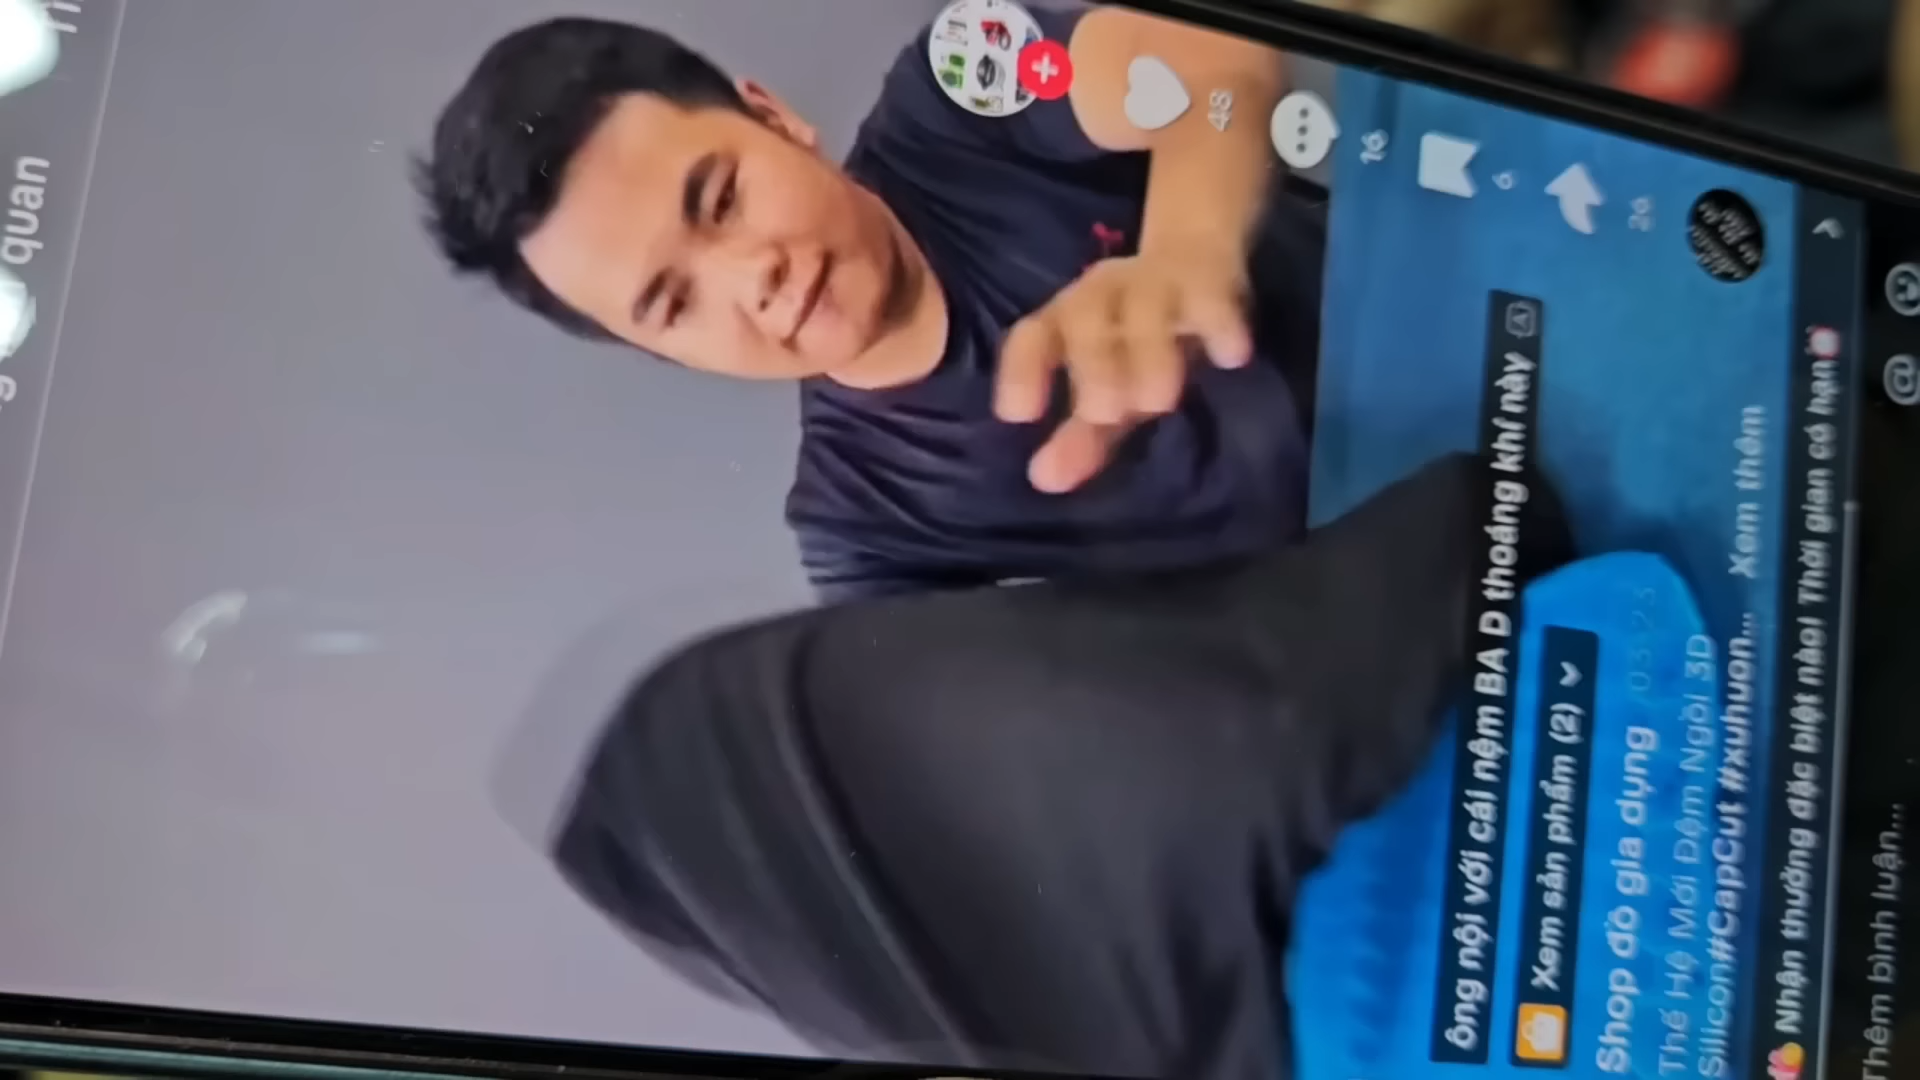 quan
48
16
6
26
ông nội với cái nệm BA D thoáng khí này
Xem sản phẩm (2)
Shop đồ gia dụng 03-23
Thế Hệ Mới Đệm Ngồi 3D
Silicon#CapCut #xuhuon... Xem thêm
Nhận thưởng đặc biệt nào! Thời gian có hạn
Thêm bình luận...
@